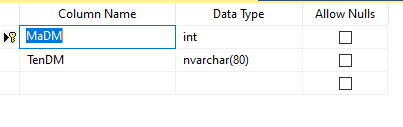 Column Name Data Type Allow Nulls
MaDM int
TenDM nvarchar(80)